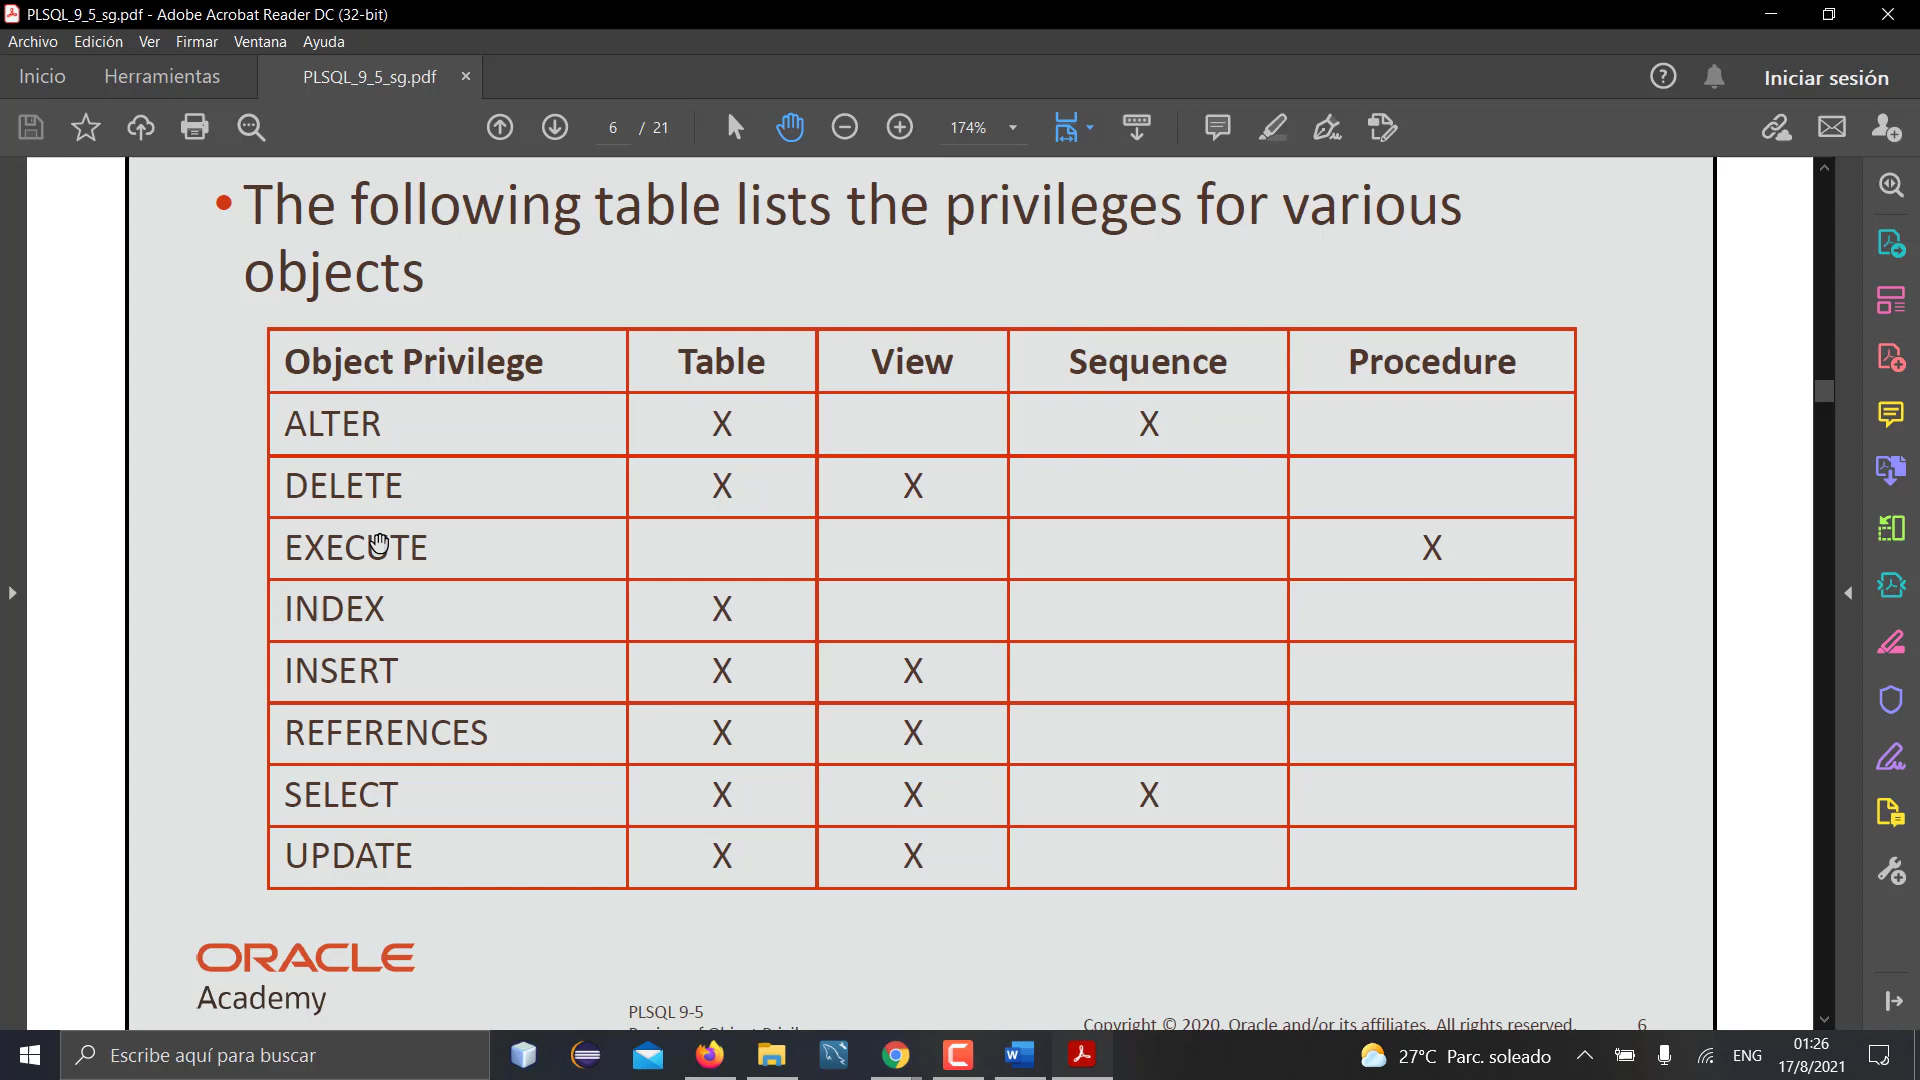 PLSQL_9_5_sg.pdf - Adobe Acrobat Reader DC (32-bit)
Archivo Edición Ver Firmar Ventana Ayuda
Inicio Herramientas PLSQL_9_5_sg.pdf × Iniciar sesión
6 / 21 174%
• The following table lists the privileges for various
objects
Object Privilege Table View Sequence Procedure
ALTER X X
DELETE X X
EXECUTE X
INDEX X
INSERT X X
REFERENCES X X
SELECT X X X
UPDATE X X
ORACLE
Academy
PLSQL 9-5
Copyright © 2020, Oracle and/or its affiliates. All rights reserved. 6
Escribe aquí para buscar 27°C Parc. soleado ENG 01:26
17/8/2021